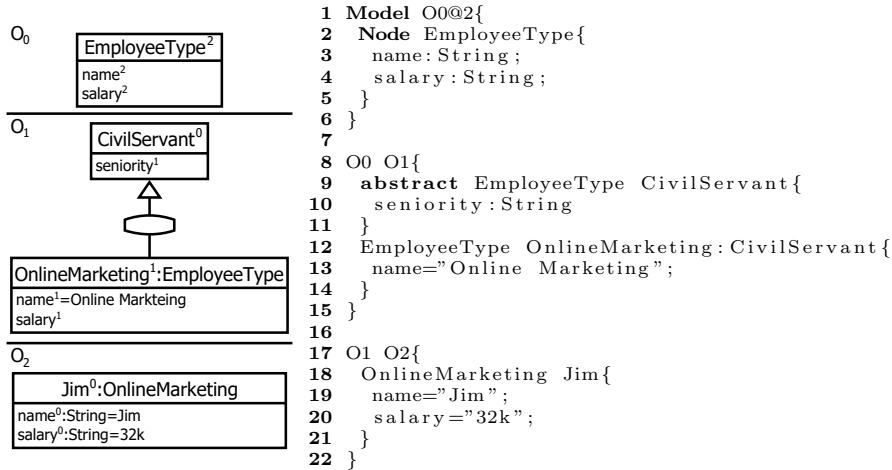 O0
EmployeeType2
name2
salary2
O1
CivilServant0
seniority1
OnlineMarketing1:EmployeeType
name1=Online Markteing
salary1
O2
Jim0:OnlineMarketing
name0:String=Jim
salary0:String=32k
1 Model O0@2{
2 Node EmployeeType{
3 name:String;
4 salary:String;
5 }
6 }
7
8 O0 O1{
9 abstract EmployeeType CivilServant{
10 seniority:String
11 }
12 EmployeeType OnlineMarketing:CivilServant{
13 name="Online Marketing";
14 }
15 }
16
17 O1 O2{
18 OnlineMarketing Jim{
19 name="Jim";
20 salary="32k";
21 }
22 }